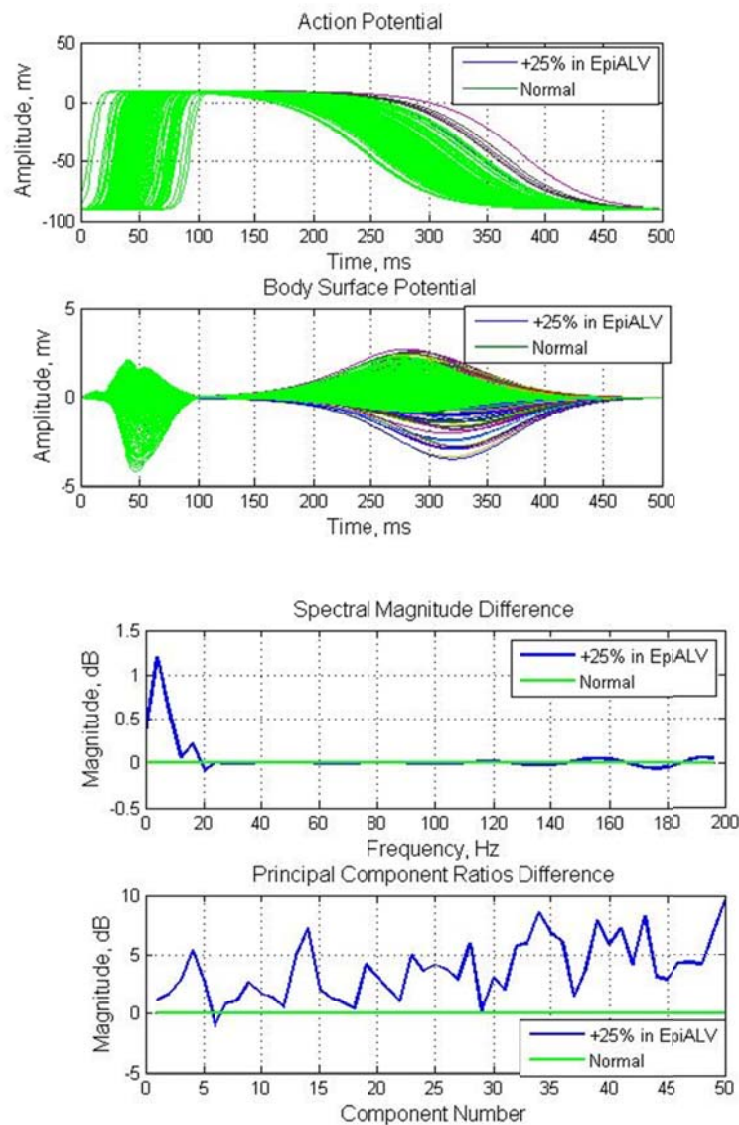 Action Potential
50
0
-50
-100
Amplitude, mv
+25% in EpiALV
Normal
0 50 100 150 200 250 300 350 400 450 500
Time, ms
Body Surface Potential
5
0
-5
Amplitude, mv
+25% in EpiALV
Normal
0 50 100 150 200 250 300 350 400 450 500
Time, ms
Spectral Magnitude Difference
1.5
1
0.5
0
-0.5
Magnitude, dB
+25% in EpiALV
Normal
0 20 40 60 80 100 120 140 160 180 200
Frequency, Hz
Principal Component Ratios Difference
10
5
0
-5
Magnitude, dB
+25% in EpiALV
Normal
0 5 10 15 20 25 30 35 40 45 50
Component Number